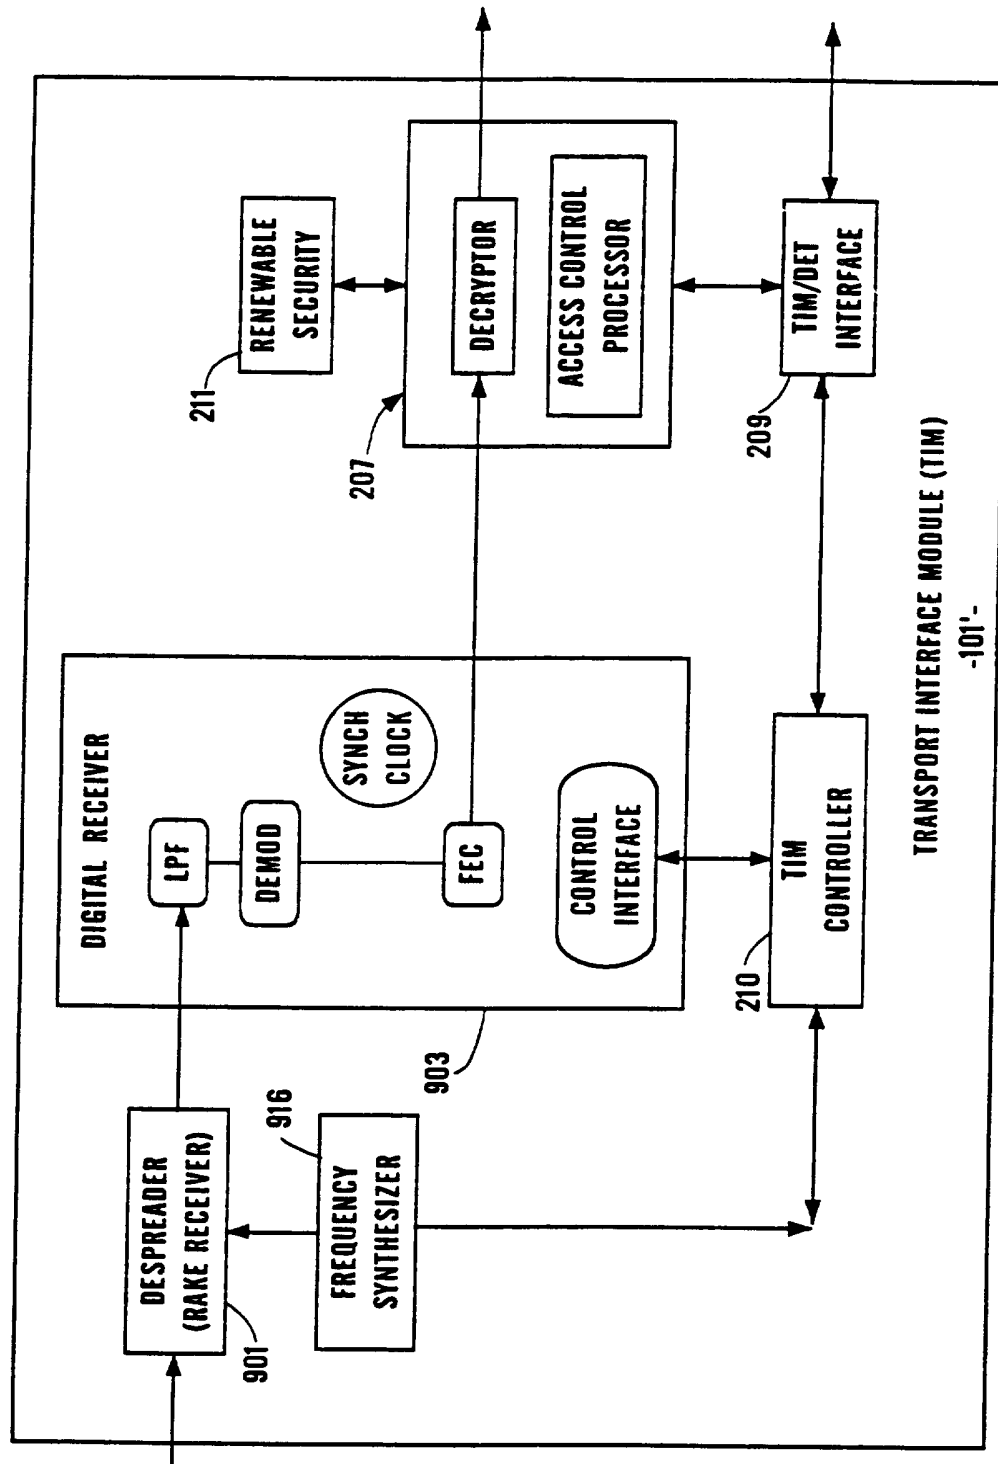 DESPREADER
(RAKE RECEIVER)
901
FREQUENCY
SYNTHESIZER
916
DIGITAL RECEIVER
LPF
DEMOD
SYNCH
CLOCK
FEC
CONTROL
INTERFACE
903
TIM
CONTROLLER
210
RENEWABLE
SECURITY
211
207
DECRYPTOR
ACCESS CONTROL
PROCESSOR
TIM/DET
INTERFACE
209
TRANSPORT INTERFACE MODULE (TIM)
-101'-